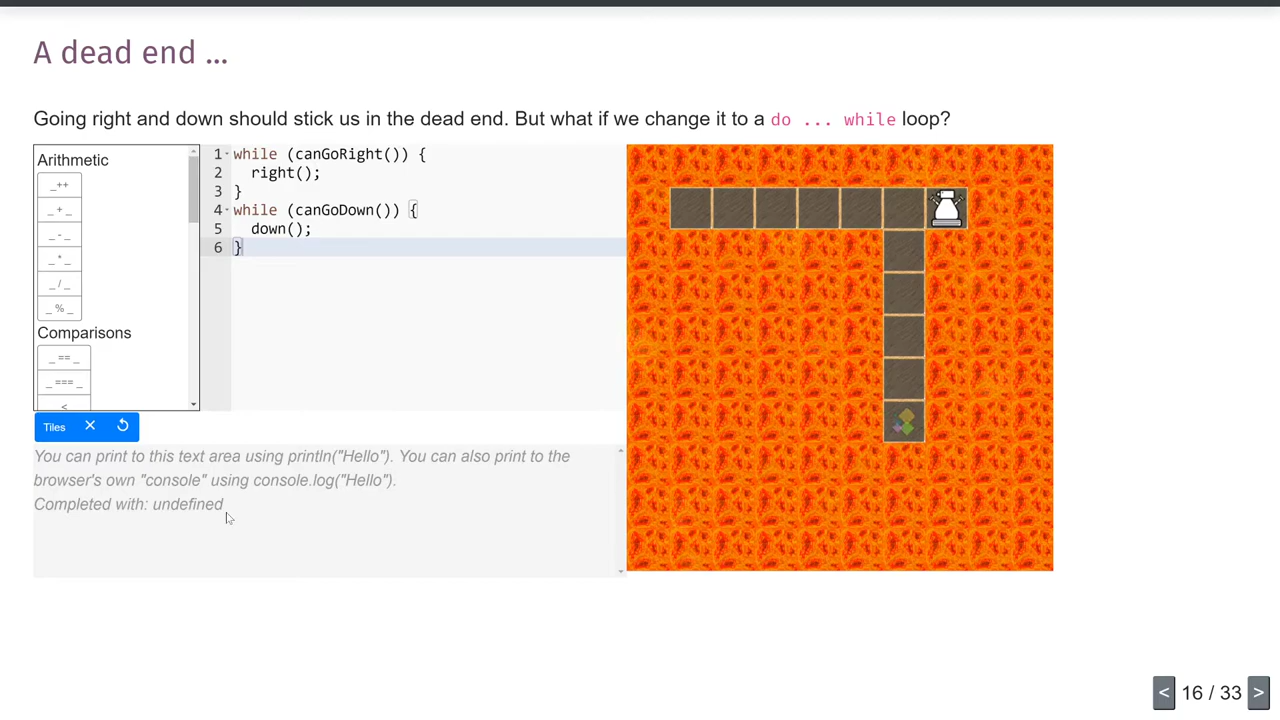 A dead end ...
Going right and down should stick us in the dead end. But what if we change it to a do ... while loop?
Arithmetic
_++
_ + _
_ - _
_ * _
_ / _
_ % _
Comparisons
_ == _
_ === _
<
1 while (canGoRight()) {
2 right();
3 }
4 while (canGoDown()) {
5 down();
6 }
Tiles
You can print to this text area using println("Hello"). You can also print to the
browser's own "console" using console.log("Hello").
Completed with: undefined
< 16 / 33 >